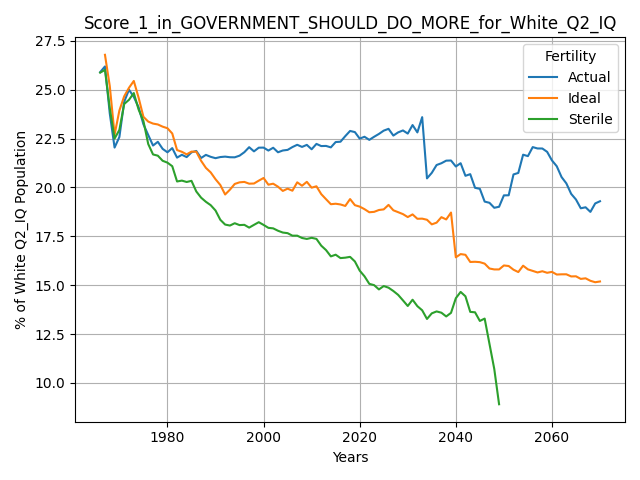 Score_1_in_GOVERNMENT_SHOULD_DO_MORE_for_White_Q2_IQ
27.5
25.0
22.5
20.0
17.5
15.0
12.5
10.0
% of White Q2_IQ Population
Fertility
Actual
Ideal
Sterile
1980
2000
2020
2040
2060
Years